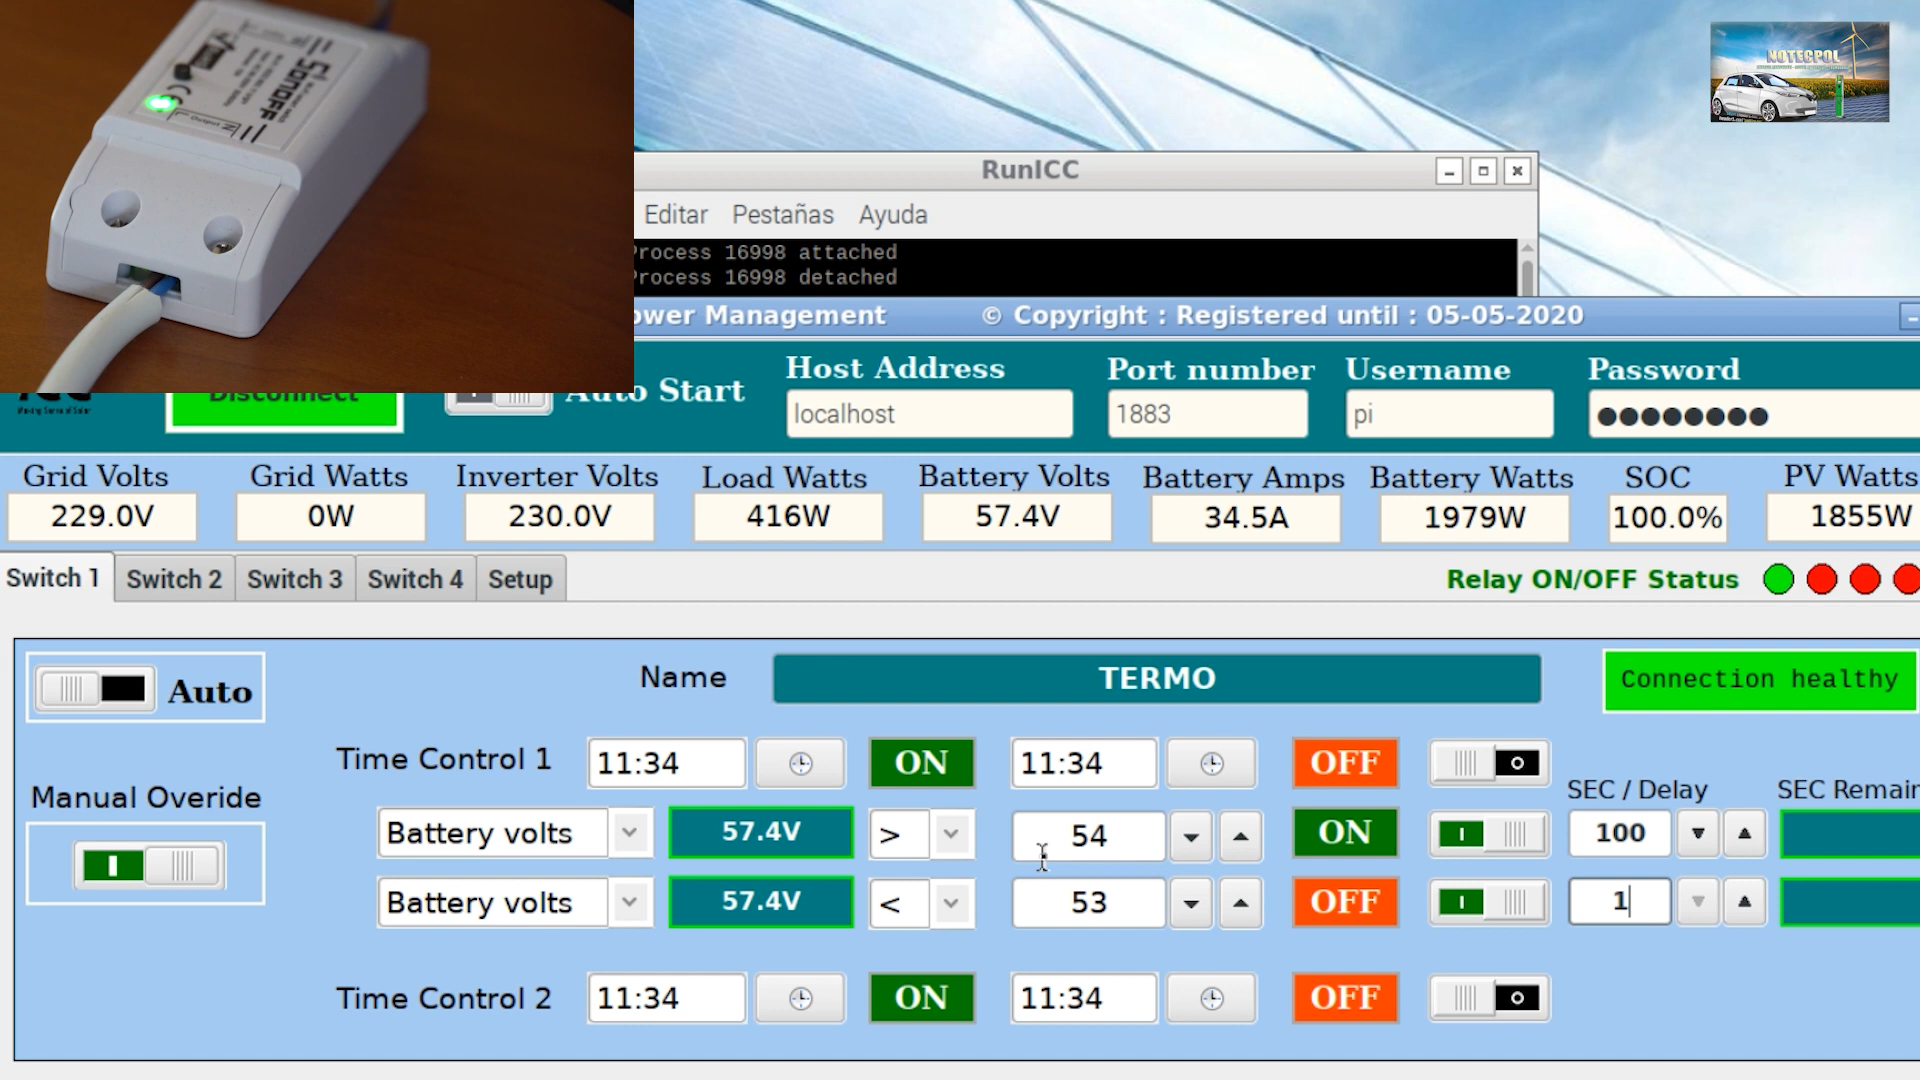 SonOFF
Output
NOTECPOL
RunICC
Editar Pestañas Ayuda
Process 16998 attached
Process 16998 detached
ower Management © Copyright : Registered until : 05-05-2020
Disconnect
Auto Start
Host Address Port number Username Password
localhost 1883 pi ●●●●●●●●
Grid Volts Grid Watts Inverter Volts Load Watts Battery Volts Battery Amps Battery Watts SOC PV Watts
229.0V 0W 230.0V 416W 57.4V 34.5A 1979W 100.0% 1855W
Switch 1 Switch 2 Switch 3 Switch 4 Setup Relay ON/OFF Status
Auto Name TERMO Connection healthy
Time Control 1 11:34 ON 11:34 OFF
Manual Overide SEC / Delay SEC Remain
Battery volts 57.4V > 54 ON 100
Battery volts 57.4V < 53 OFF 1
Time Control 2 11:34 ON 11:34 OFF